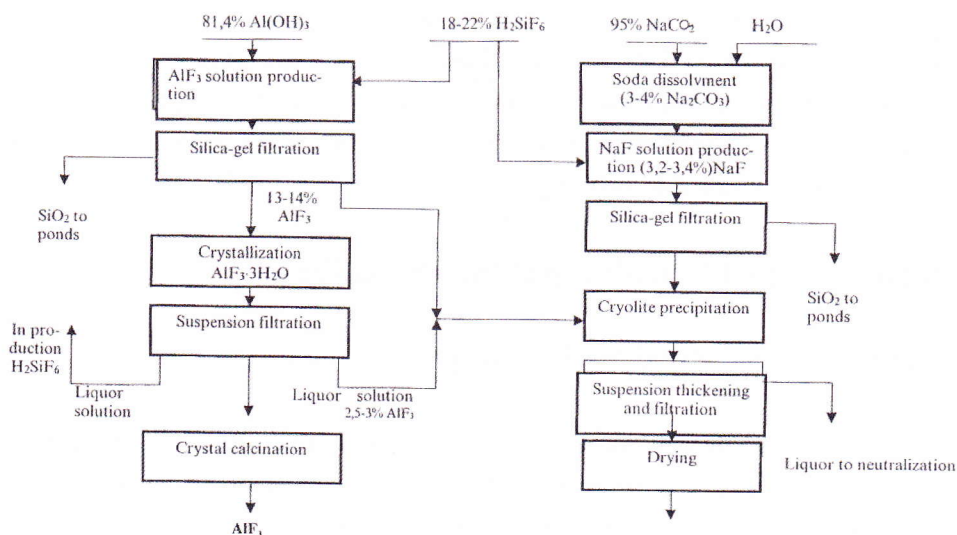 81,4% Al(OH)₃
18-22% H₂SiF₆
95% NaCO₂
H₂O
AlF₃ solution produc-
tion
Silica-gel filtration
SiO₂ to
ponds
13-14%
AlF₃
Crystallization
AlF₃·3H₂O
Suspension filtration
In pro-
duction
H₂SiF₆
Liquor
solution
Liquor solution
2,5-3% AlF₃
Crystal calcination
AlF₃
Soda dissolvment
(3-4% Na₂CO₃)
NaF solution produc-
tion (3,2-3,4%)NaF
Silica-gel filtration
SiO₂ to
ponds
Cryolite precipitation
Suspension thickening
and filtration
Drying
Liquor to neutralization